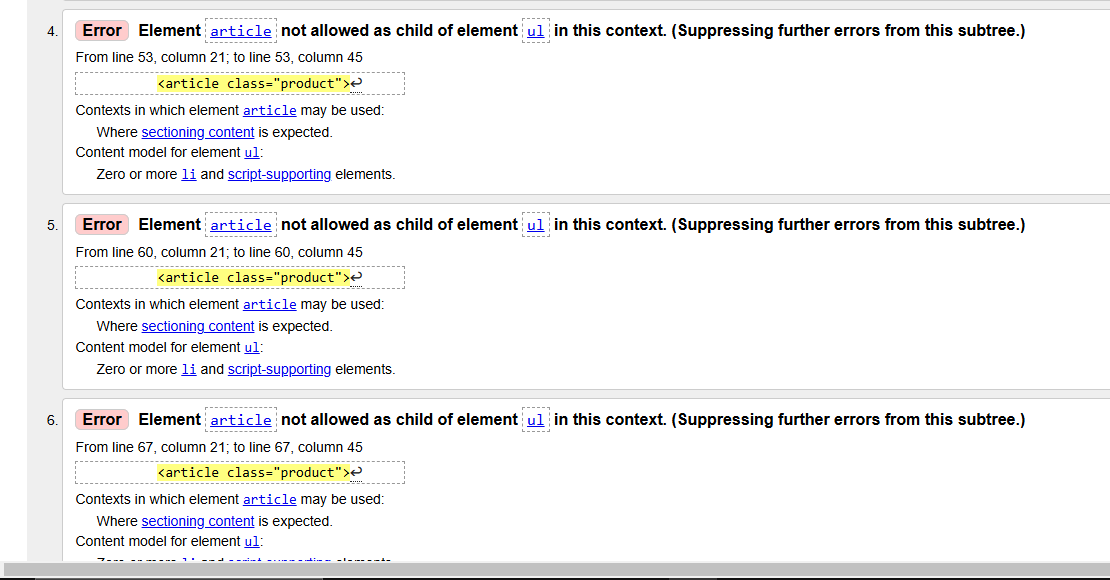 4. Error Element article not allowed as child of element ul in this context. (Suppressing further errors from this subtree.)
From line 53, column 21; to line 53, column 45
<article class="product">↩
Contexts in which element article may be used:
Where sectioning content is expected.
Content model for element ul:
Zero or more li and script-supporting elements.
5. Error Element article not allowed as child of element ul in this context. (Suppressing further errors from this subtree.)
From line 60, column 21; to line 60, column 45
<article class="product">↩
Contexts in which element article may be used:
Where sectioning content is expected.
Content model for element ul:
Zero or more li and script-supporting elements.
6. Error Element article not allowed as child of element ul in this context. (Suppressing further errors from this subtree.)
From line 67, column 21; to line 67, column 45
<article class="product">↩
Contexts in which element article may be used:
Where sectioning content is expected.
Content model for element ul:
Zero or more li and script-supporting elements.